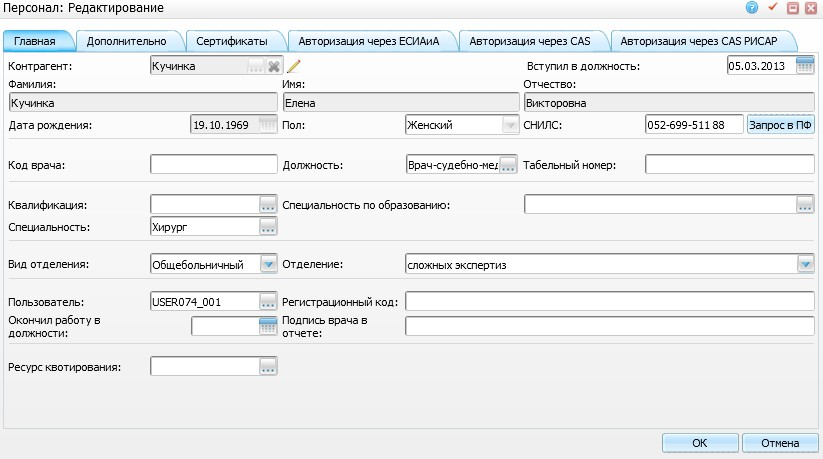 Персонал: Редактирование
Главная Дополнительно Сертификаты Авторизация через ЕСИАиА Авторизация через CAS Авторизация через CAS РИСАР
Контрагент: Кучинка ... Вступил в должность: 05.03.2013
Фамилия: Имя: Отчество:
Кучинка Елена Викторовна
Дата рождения: 19.10.1969 Пол: Женский СНИЛС: 052-699-511 88 Запрос в ПФ
Код врача: Должность: Врач-судебно-мед ... Табельный номер:
Квалификация: ... Специальность по образованию: ...
Специальность: Хирург ...
Вид отделения: Общебольничный Отделение: сложных экспертиз
Пользователь: USER074_001 ... Регистрационный код:
Окончил работу в должности: Подпись врача в отчете:
Ресурс квотирования: ...
OK Отмена